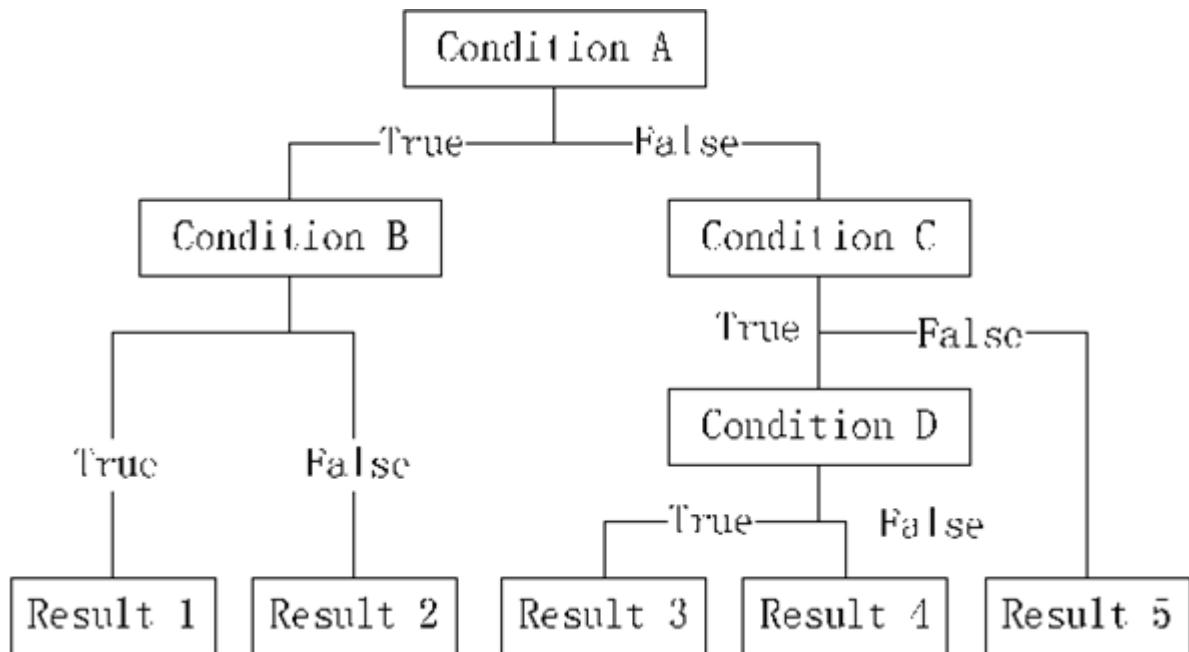 Condition A
True
False
Condition B
Condition C
True
False
Condition D
True
False
True
False
Result 1
Result 2
Result 3
Result 4
Result 5